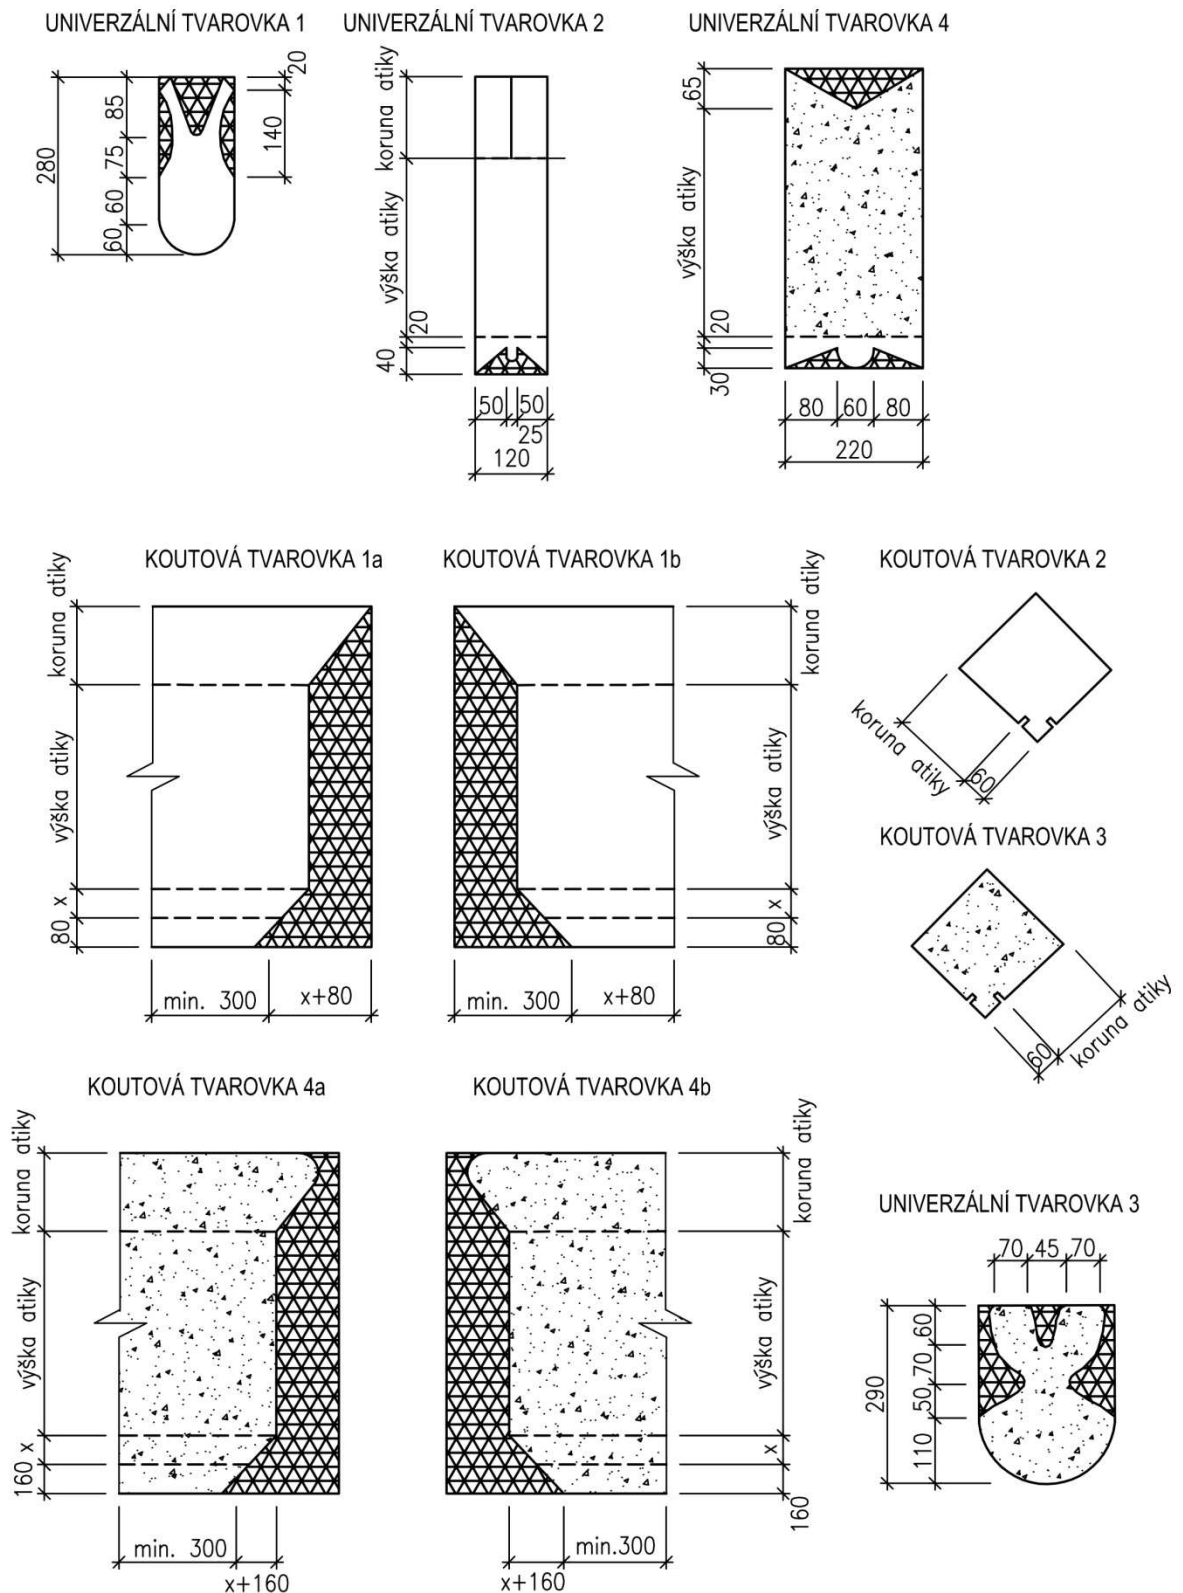 UNIVERZÁLNÍ TVAROVKA 1
280
85
75
60
60
20
140
UNIVERZÁLNÍ TVAROVKA 2
koruna atiky
výška atiky
20
40
50
50
25
120
UNIVERZÁLNÍ TVAROVKA 4
65
výška atiky
20
30
80
60
80
220
KOUTOVÁ TVAROVKA 1a
koruna atiky
výška atiky
x
80
min. 300
x+80
KOUTOVÁ TVAROVKA 1b
koruna atiky
výška atiky
x
80
min. 300
x+80
KOUTOVÁ TVAROVKA 2
koruna atiky
60
KOUTOVÁ TVAROVKA 3
60
koruna atiky
KOUTOVÁ TVAROVKA 4a
koruna atiky
výška atiky
x
160
min. 300
x+160
KOUTOVÁ TVAROVKA 4b
koruna atiky
výška atiky
x
160
min.300
x+160
UNIVERZÁLNÍ TVAROVKA 3
70
45
70
290
60
70
50
110